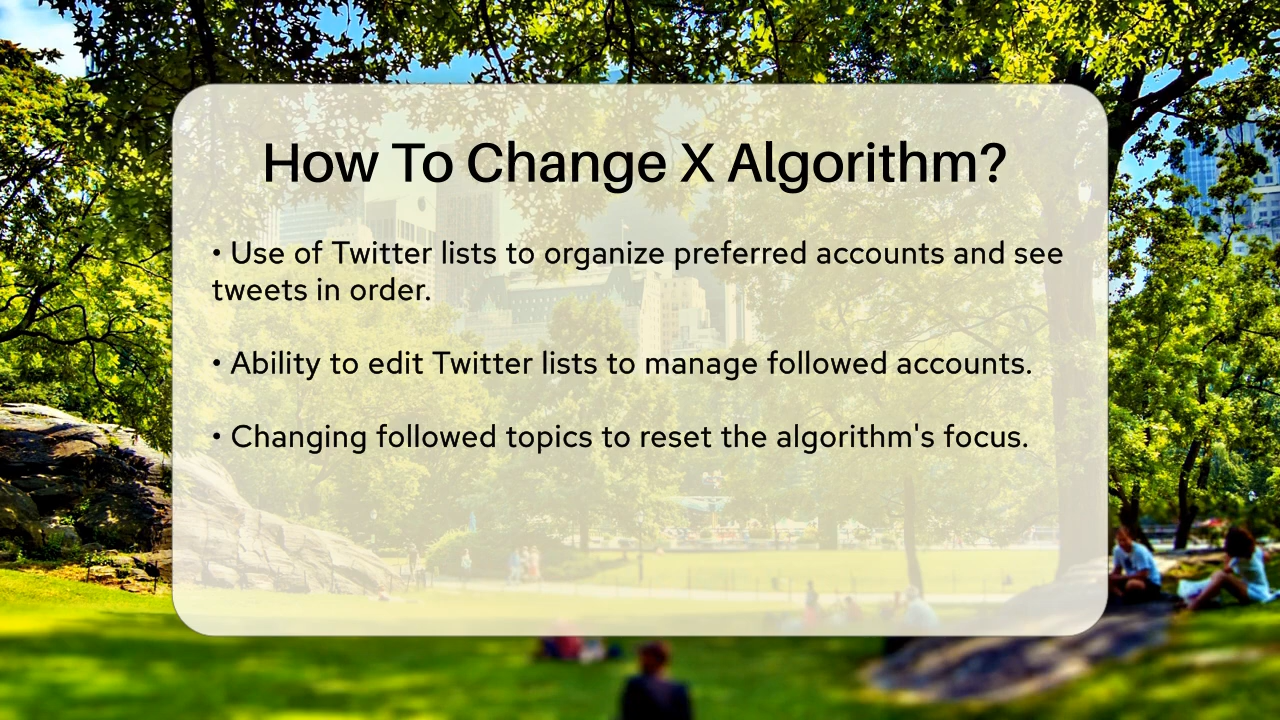 How To Change X Algorithm?
• Use of Twitter lists to organize preferred accounts and see
tweets in order.
• Ability to edit Twitter lists to manage followed accounts.
• Changing followed topics to reset the algorithm's focus.